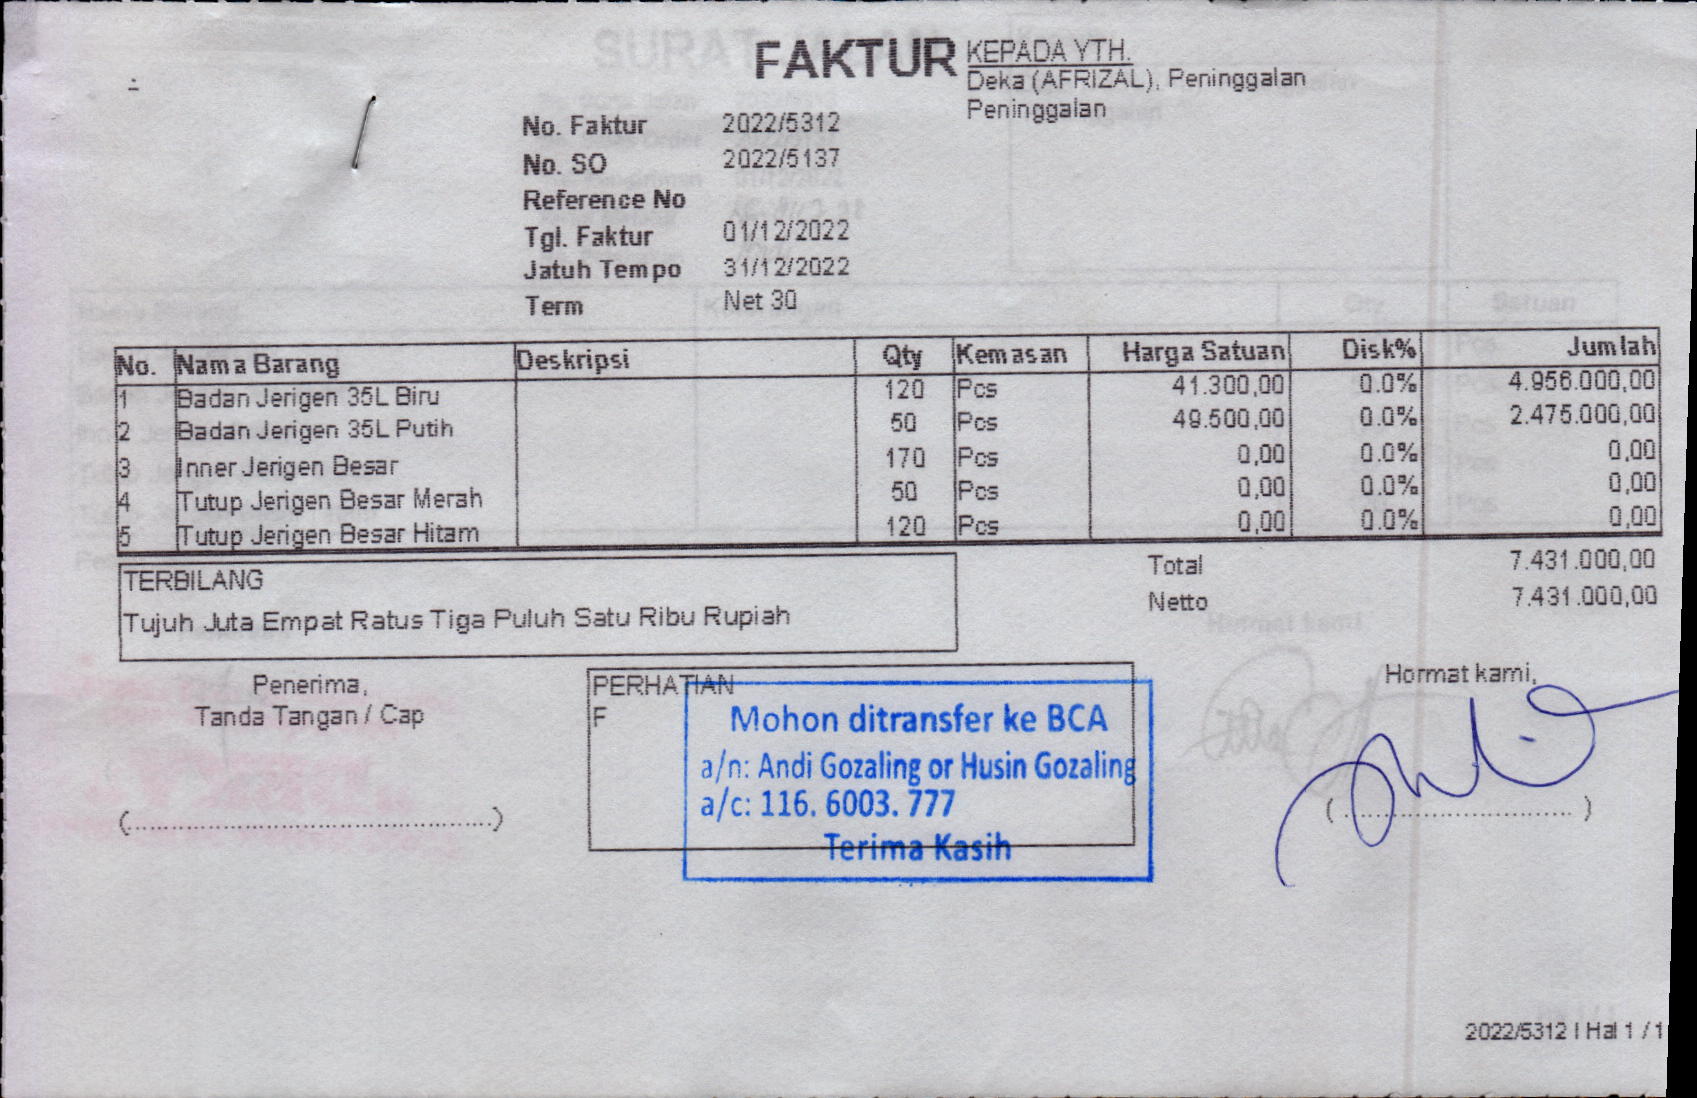 FAKTUR
KEPADA YTH.
Deka (AFRIZAL), Peninggalan
Peninggalan
No. Faktur 2022/5312
No. SO 2022/5137
Reference No
Tgl. Faktur 01/12/2022
Jatuh Tempo 31/12/2022
Term Net 30
No. Nama Barang Deskripsi Qty Kemasan Harga Satuan Disk% Jumlah
1 Badan Jerigen 35L Biru 120 Pcs 41.300,00 0.0% 4.956.000,00
2 Badan Jerigen 35L Putih 50 Pcs 49.500,00 0.0% 2.475.000,00
3 Inner Jerigen Besar 170 Pcs 0,00 0.0% 0,00
4 Tutup Jerigen Besar Merah 50 Pcs 0,00 0.0% 0,00
5 Tutup Jerigen Besar Hitam 120 Pcs 0,00 0.0% 0,00
TERBILANG
Tujuh Juta Empat Ratus Tiga Puluh Satu Ribu Rupiah
Total 7.431.000,00
Netto 7.431.000,00
Penerima,
Tanda Tangan / Cap
(..................................................)
PERHATIAN
F
Mohon ditransfer ke BCA
a/n: Andi Gozaling or Husin Gozaling
a/c: 116. 6003. 777
Terima Kasih
Hormat kami,
(................................)
2022/5312 | Hal 1 / 1